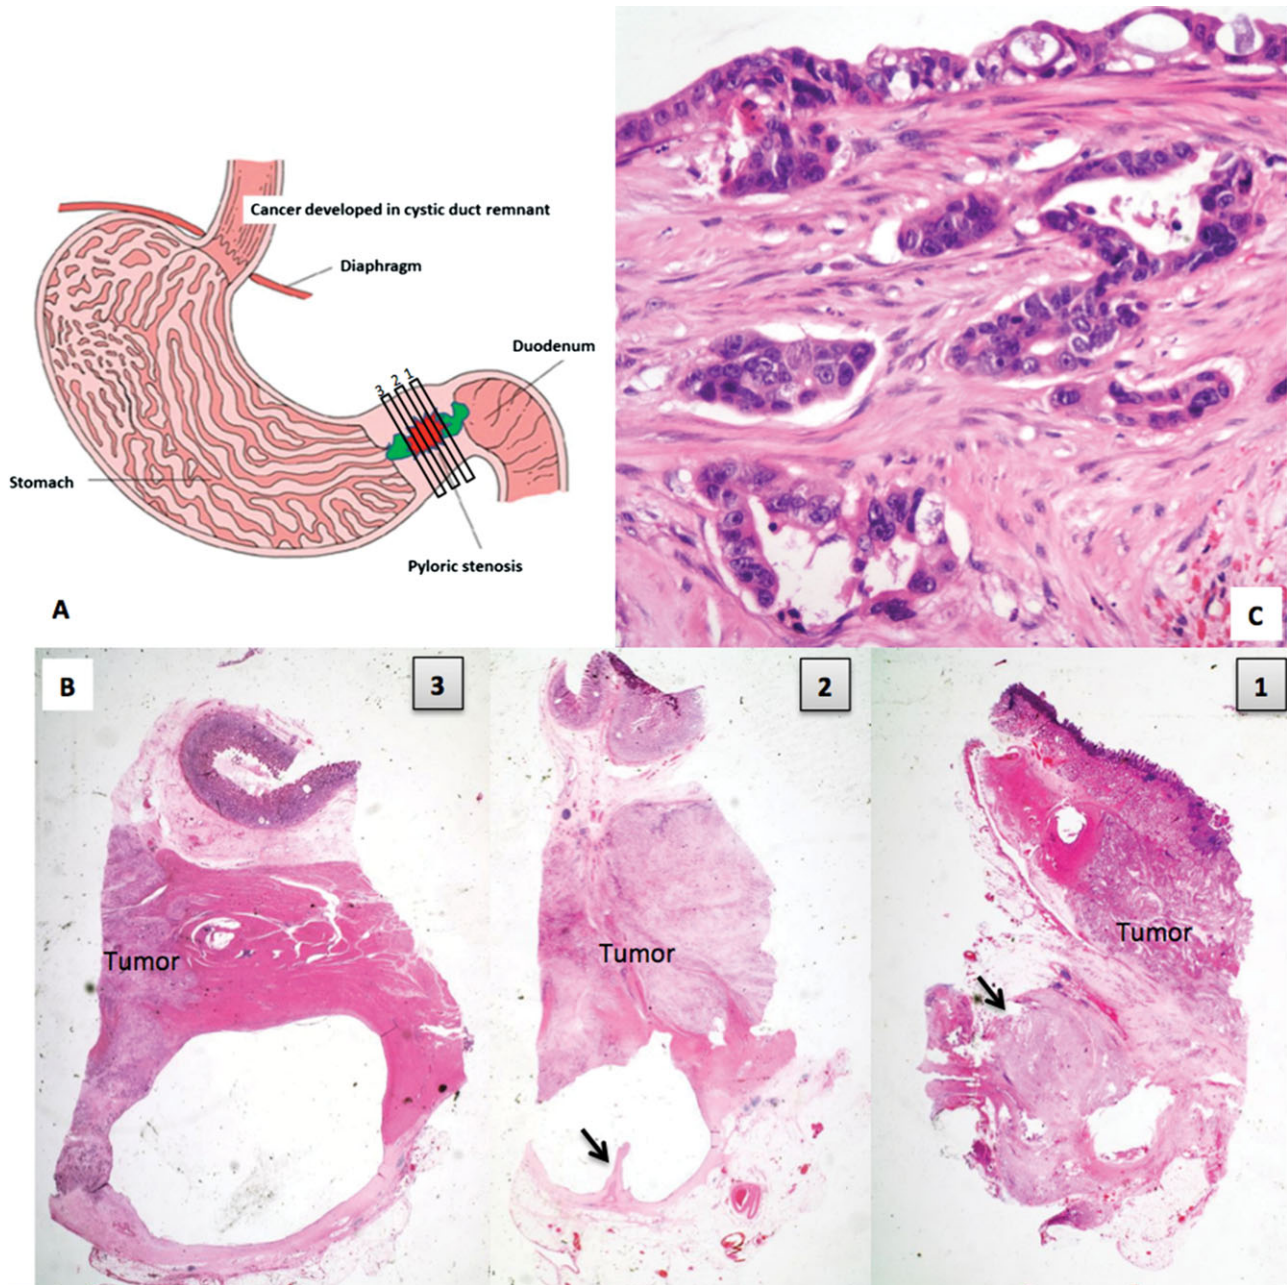 Cancer developed in cystic duct remnant
Diaphragm
Duodenum
3 2 1
Stomach
Pyloric stenosis
A
C
B
3
2
1
Tumor
Tumor
Tumor